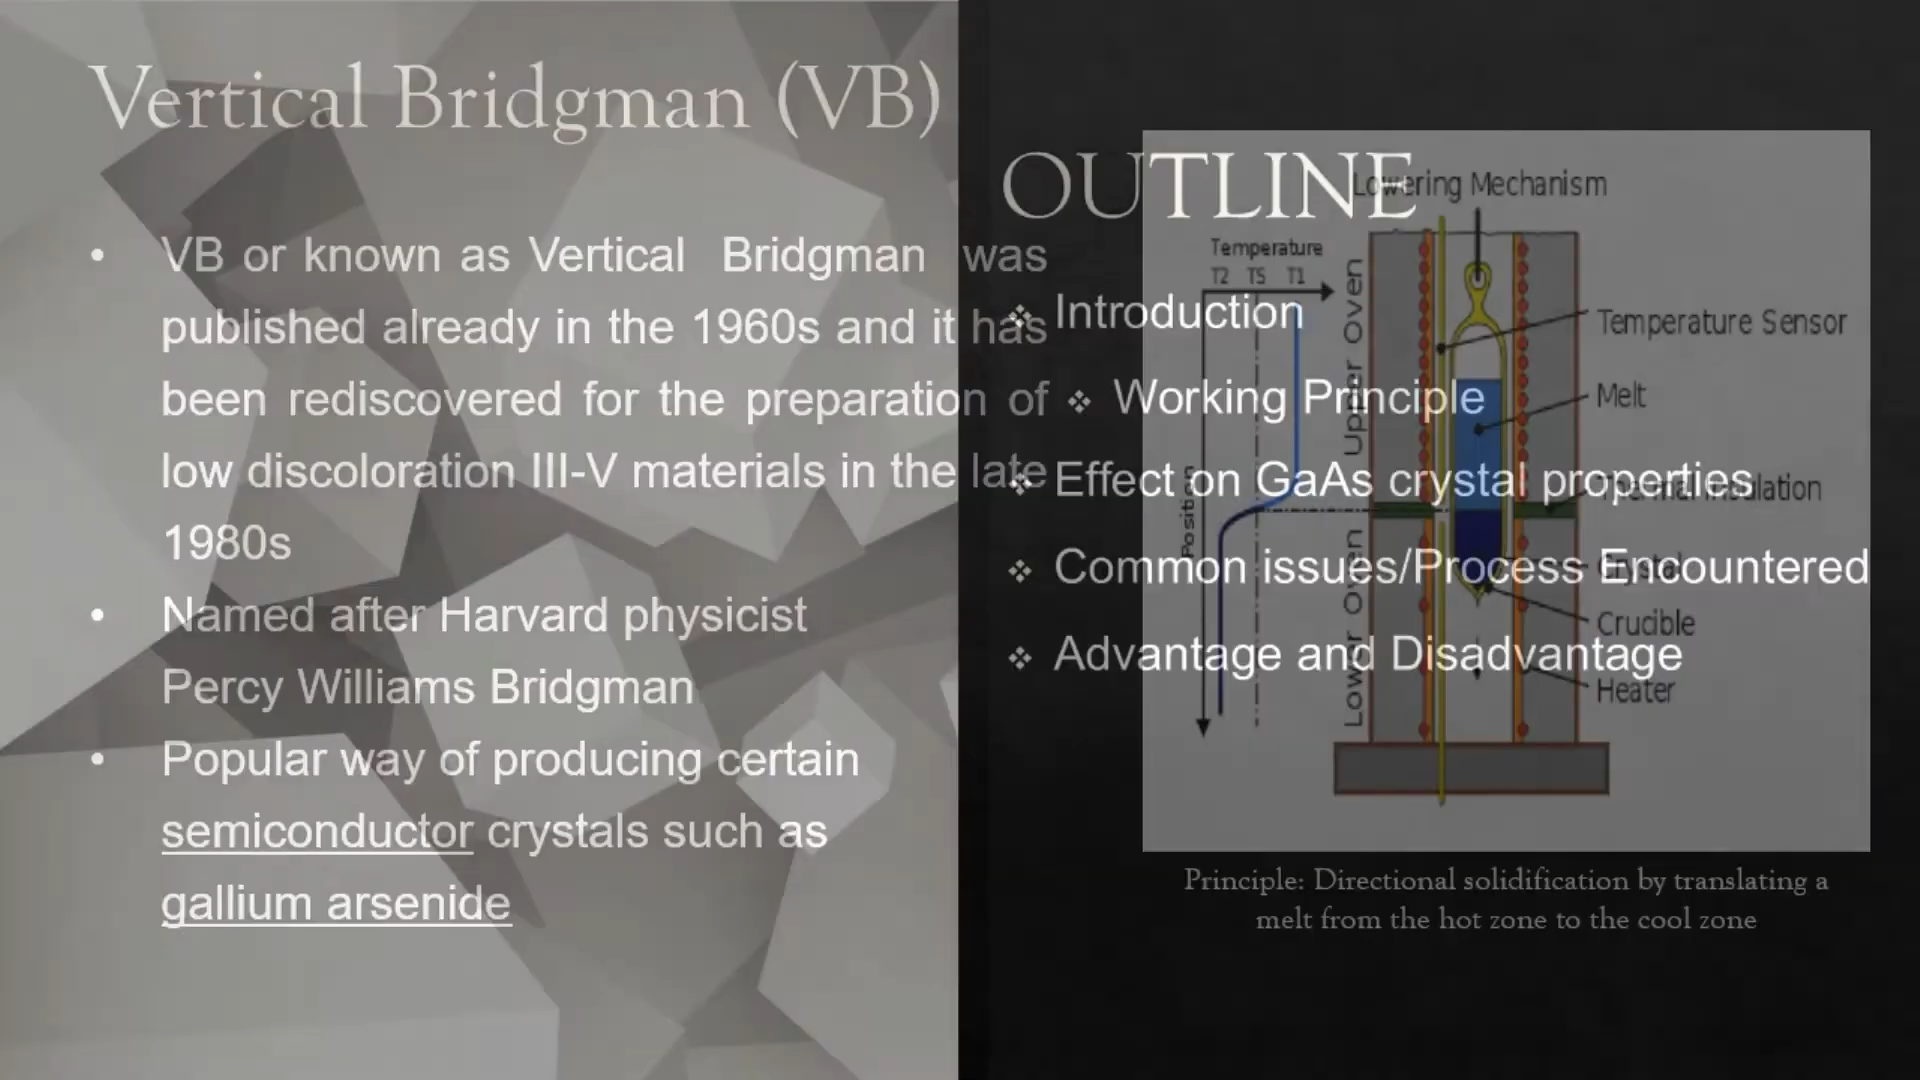 Vertical Bridgman (VB)
• VB or known as Vertical Bridgman was
published already in the 1960s and it has
been rediscovered for the preparation of
low discoloration III-V materials in the late
1980s
• Named after Harvard physicist
Percy Williams Bridgman
• Popular way of producing certain
semiconductor crystals such as
gallium arsenide
OUTLINE
❖ Introduction
❖ Working Principle
❖ Effect on GaAs crystal properties
❖ Common issues/Process Encountered
❖ Advantage and Disadvantage
Lowering Mechanism
Temperature
T2 TS T1
Position
Upper Oven
Lower Oven
Temperature Sensor
Melt
Thermal Insulation
Crystal
Crucible
Heater
Principle: Directional solidification by translating a
melt from the hot zone to the cool zone